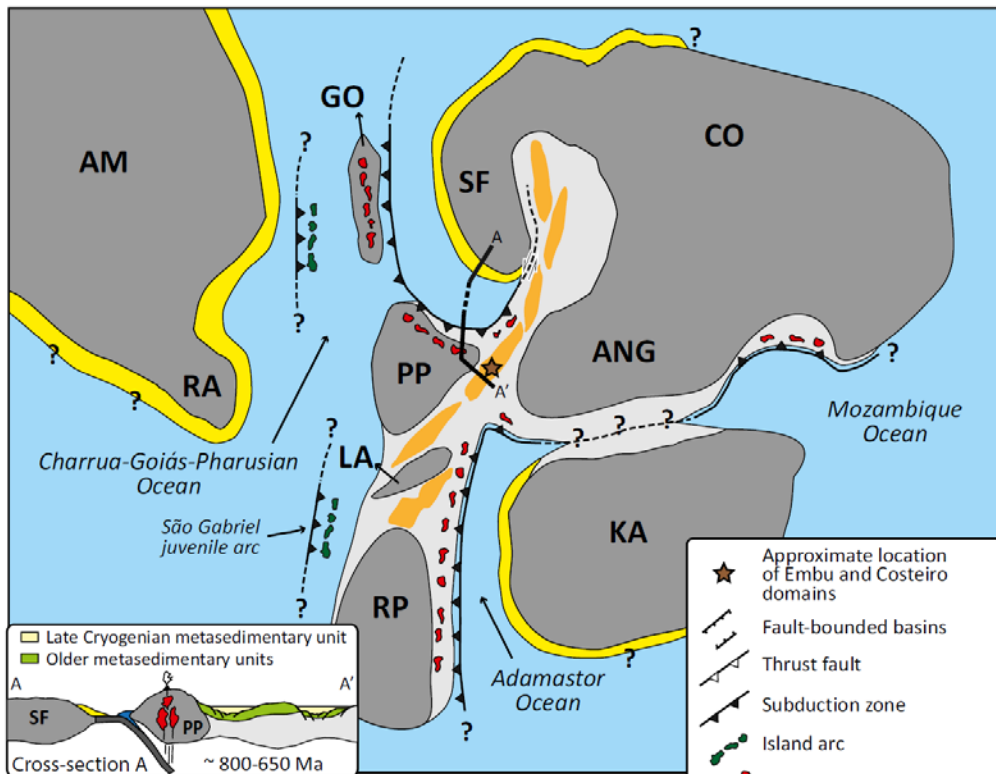 GO
CO
AM
SF
A
ANG
PP
A'
RA
Mozambique
Ocean
Charrua-Goiás-Pharusian
Ocean
LA
São Gabriel
juvenile arc
KA
RP
Adamastor
Ocean
?
?
?
?
?
?
?
?
?
?
?
?
?
?
Approximate location
of Embu and Costeiro
domains
Fault-bounded basins
Thrust fault
Subduction zone
Island arc
Late Cryogenian metasedimentary unit
Older metasedimentary units
A
A'
SF
PP
Cross-section A
~ 800-650 Ma